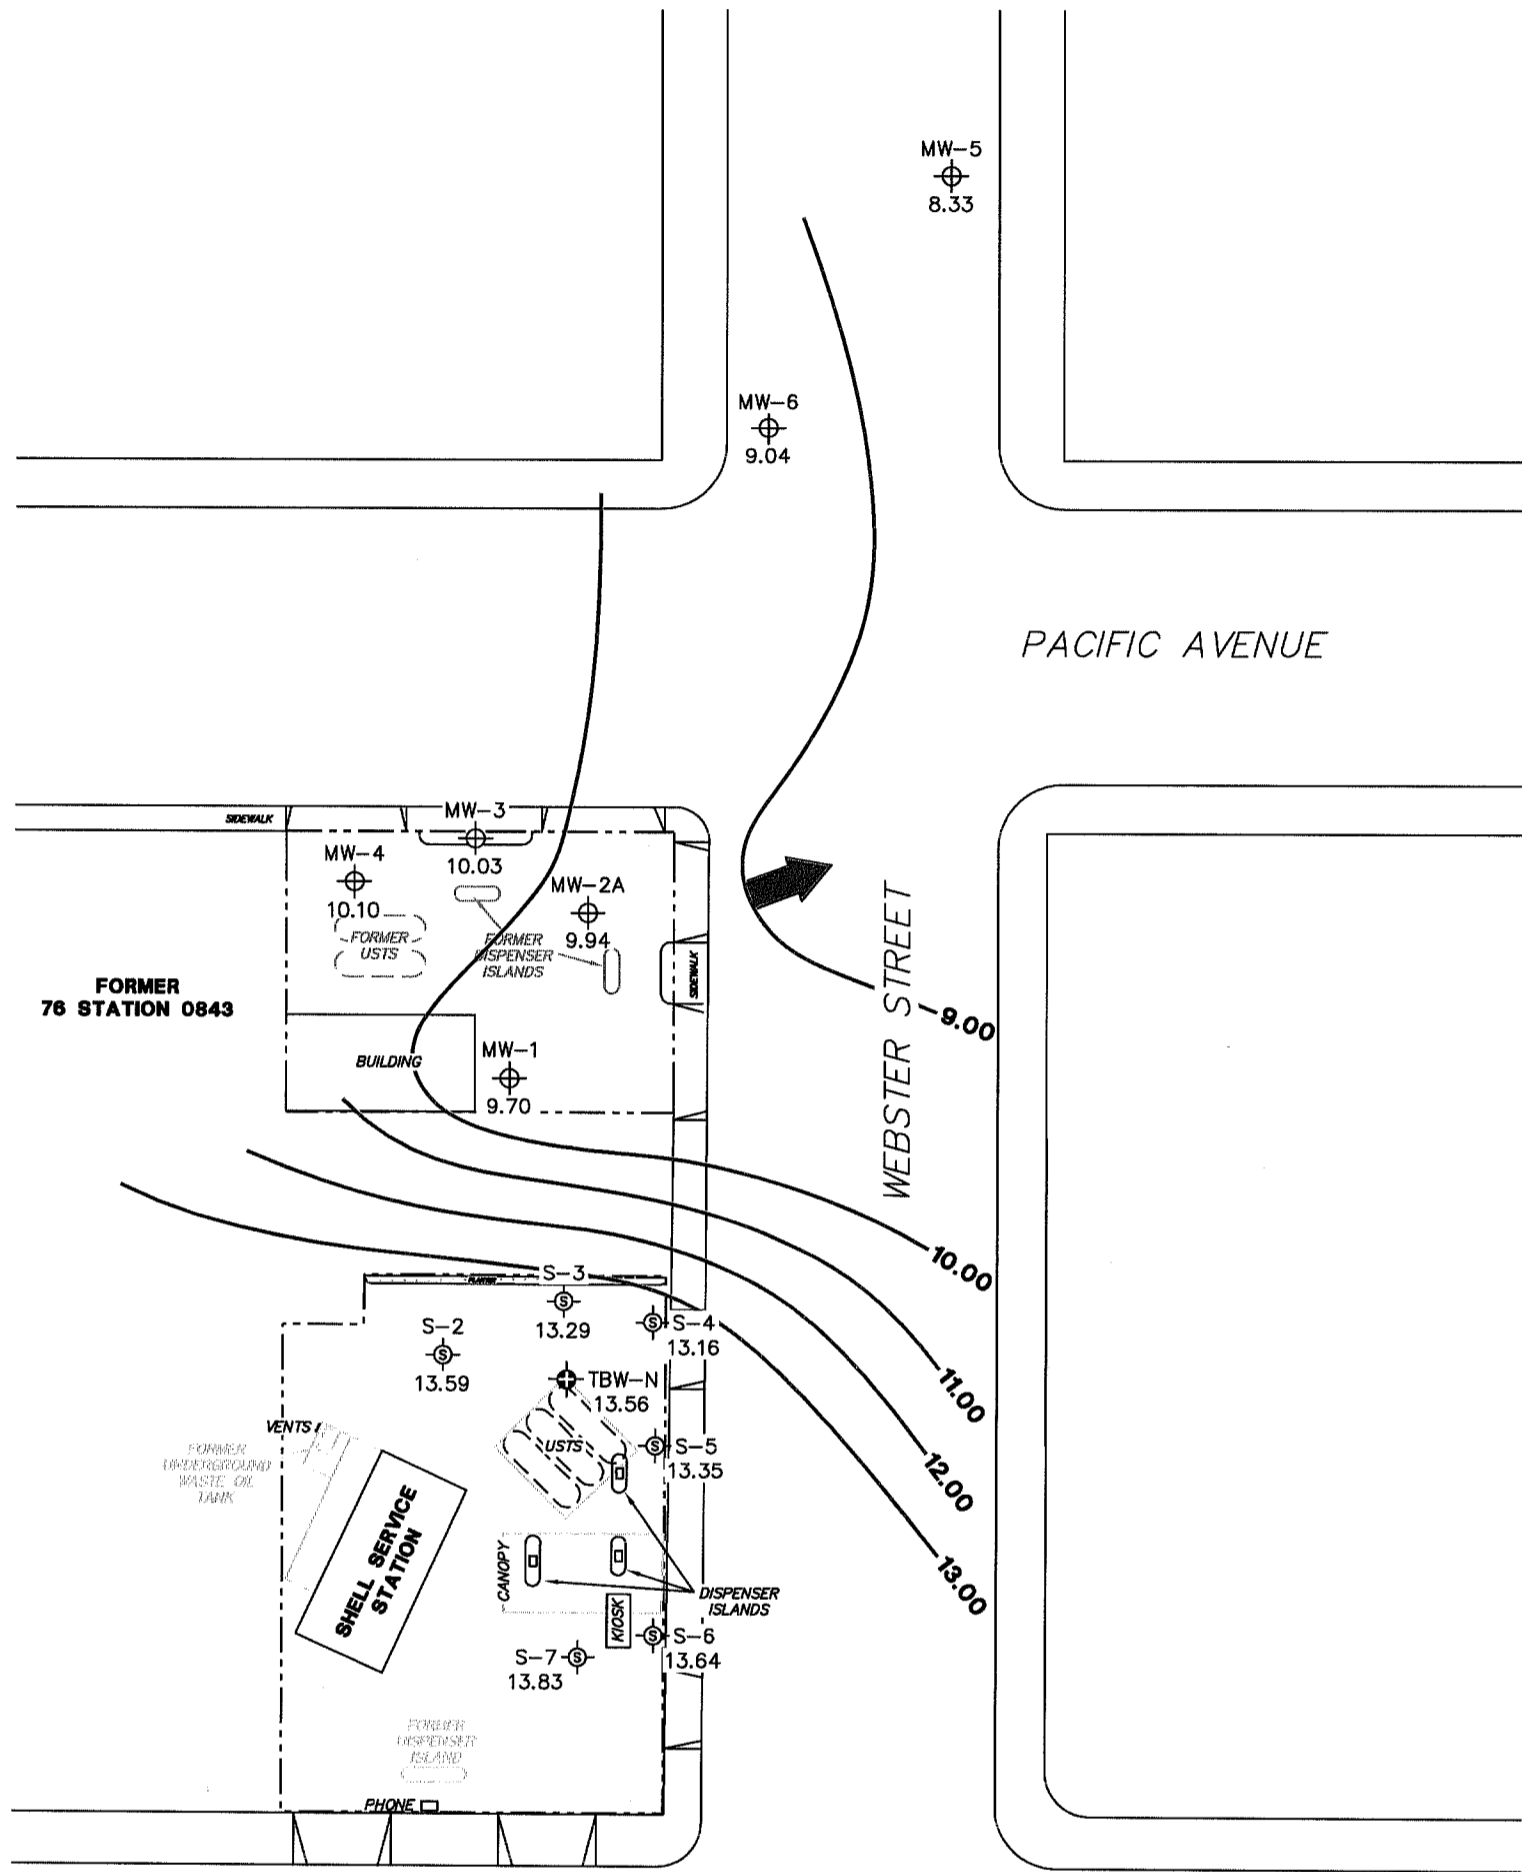 MW-5
8.33
MW-6
9.04
PACIFIC AVENUE
SIDEWALK
MW-3
10.03
MW-4
10.10
MW-2A
9.94
FORMER
USTS
FORMER
DISPENSER
ISLANDS
SIDEWALK
FORMER
76 STATION 0843
WEBSTER STREET
9.00
BUILDING
MW-1
9.70
10.00
PLANTER
S-3
13.29
S-4
13.16
S-2
13.59
11.00
TBW-N
13.56
VENTS
USTS
S-5
13.35
12.00
FORMER
UNDERGROUND
WASTE OIL
TANK
SHELL SERVICE
STATION
CANOPY
DISPENSER
ISLANDS
13.00
KIOSK
S-6
13.64
S-7
13.83
FORMER
DISPENSER
ISLAND
PHONE